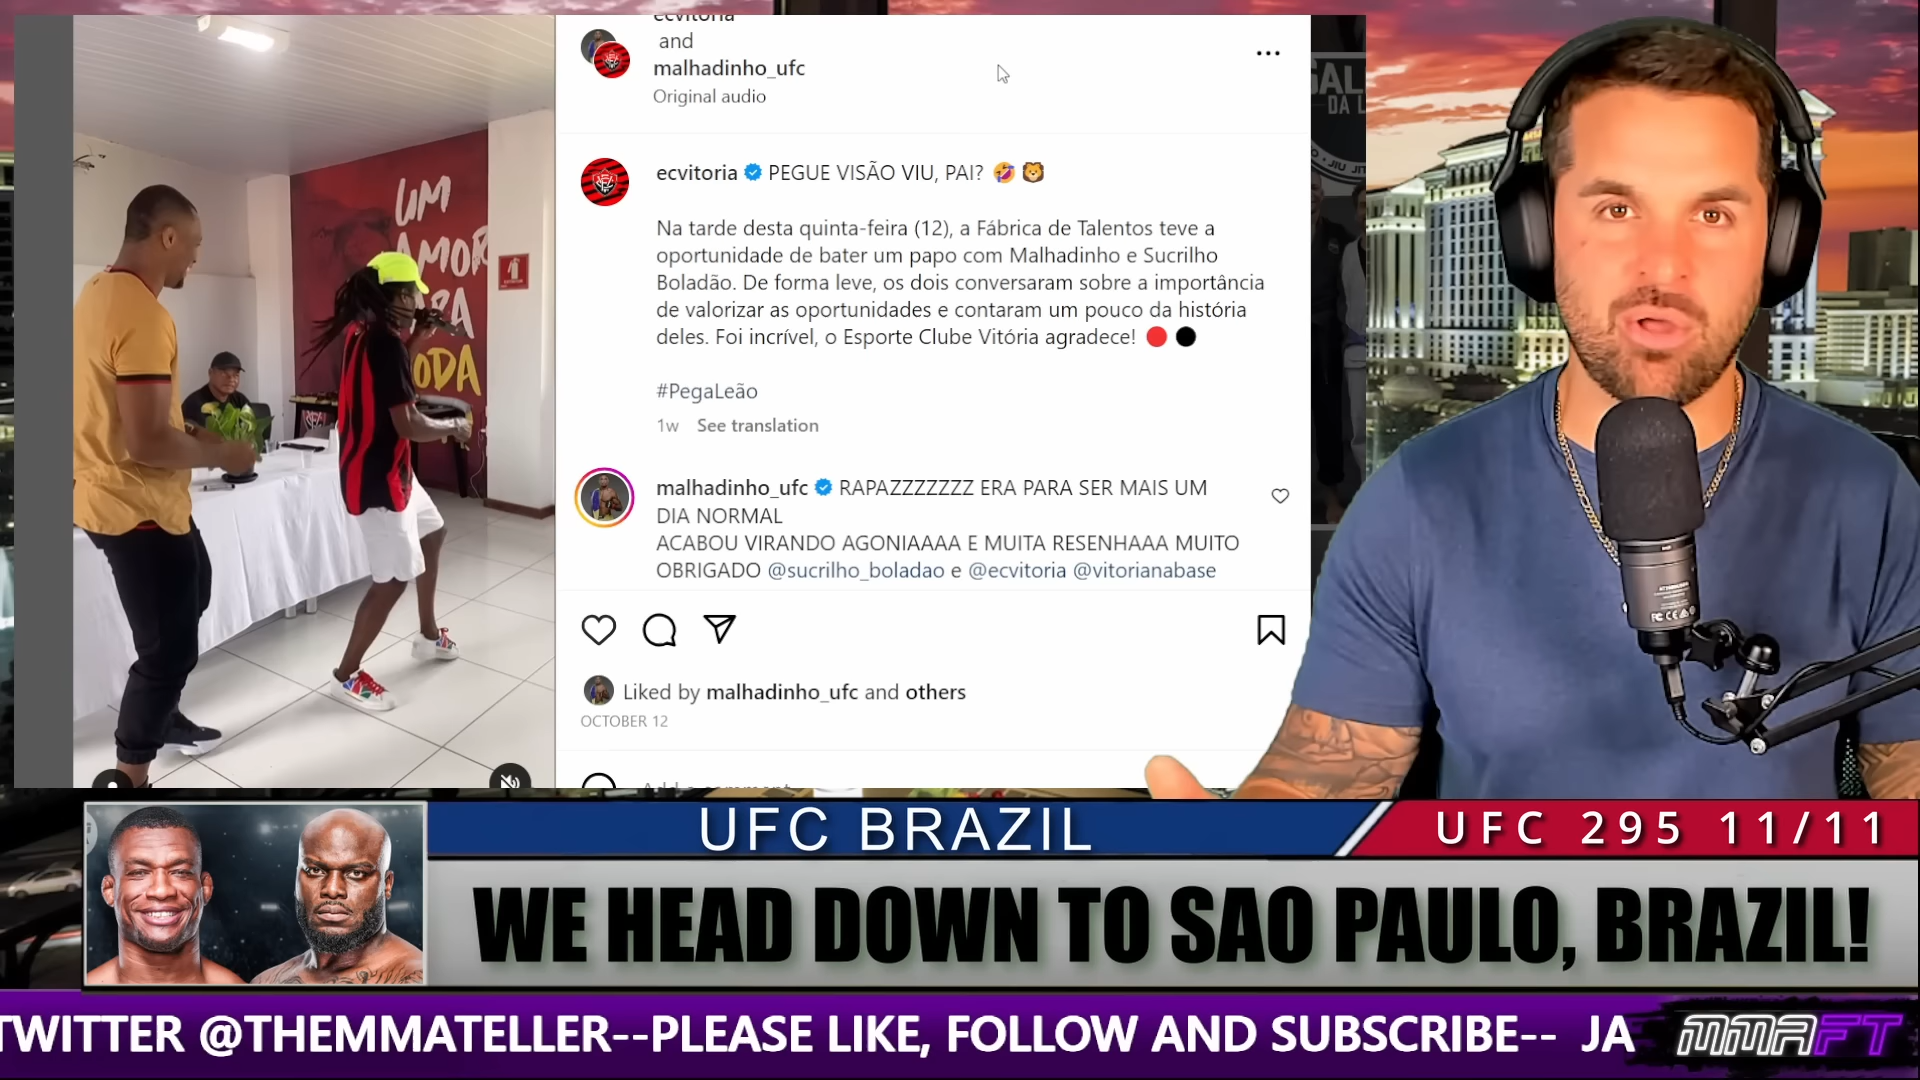 ecvitoria
and
malhadinho_ufc
Original audio
ecvitoria PEGUE VISÃO VIU, PAI? 🤣 🦁
Na tarde desta quinta-feira (12), a Fábrica de Talentos teve a
oportunidade de bater um papo com Malhadinho e Sucrilho
Boladão. De forma leve, os dois conversaram sobre a importância
de valorizar as oportunidades e contaram um pouco da história
deles. Foi incrível, o Esporte Clube Vitória agradece! 🔴 ⚫
#PegaLeão
1w See translation
malhadinho_ufc RAPAZZZZZZZ ERA PARA SER MAIS UM
DIA NORMAL
ACABOU VIRANDO AGONIAAAA E MUITA RESENHAAA MUITO
OBRIGADO @sucrilho_boladao e @ecvitoria @vitorianabase
Liked by malhadinho_ufc and others
OCTOBER 12
Add a comment
UM
AMOR
ODA
DA
UFC BRAZIL
UFC 295 11/11
WE HEAD DOWN TO SAO PAULO, BRAZIL!
TWITTER @THEMMATELLER--PLEASE LIKE, FOLLOW AND SUBSCRIBE-- JA
MMAFT